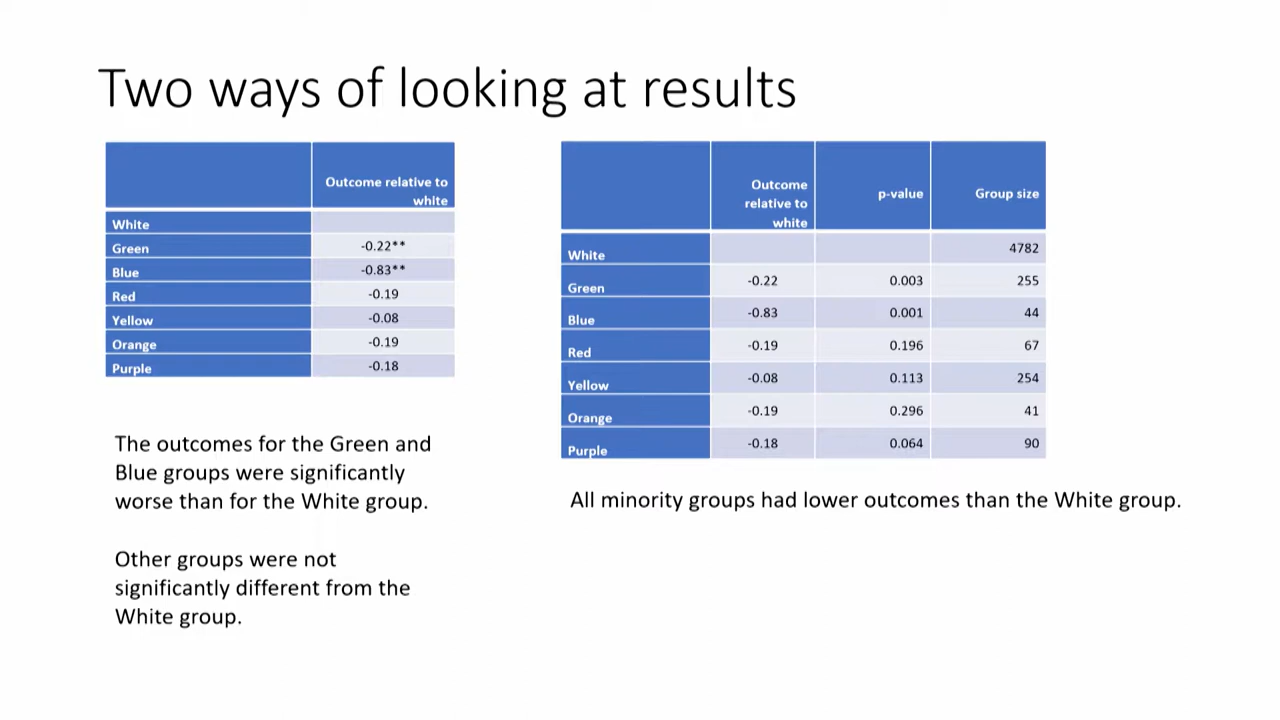 Two ways of looking at results
Outcome relative to
white
White
Green -0.22**
Blue -0.83**
Red -0.19
Yellow -0.08
Orange -0.19
Purple -0.18
The outcomes for the Green and
Blue groups were significantly
worse than for the White group.
Other groups were not
significantly different from the
White group.
Outcome
relative to
white
p-value
Group size
White 4782
Green -0.22 0.003 255
Blue -0.83 0.001 44
Red -0.19 0.196 67
Yellow -0.08 0.113 254
Orange -0.19 0.296 41
Purple -0.18 0.064 90
All minority groups had lower outcomes than the White group.